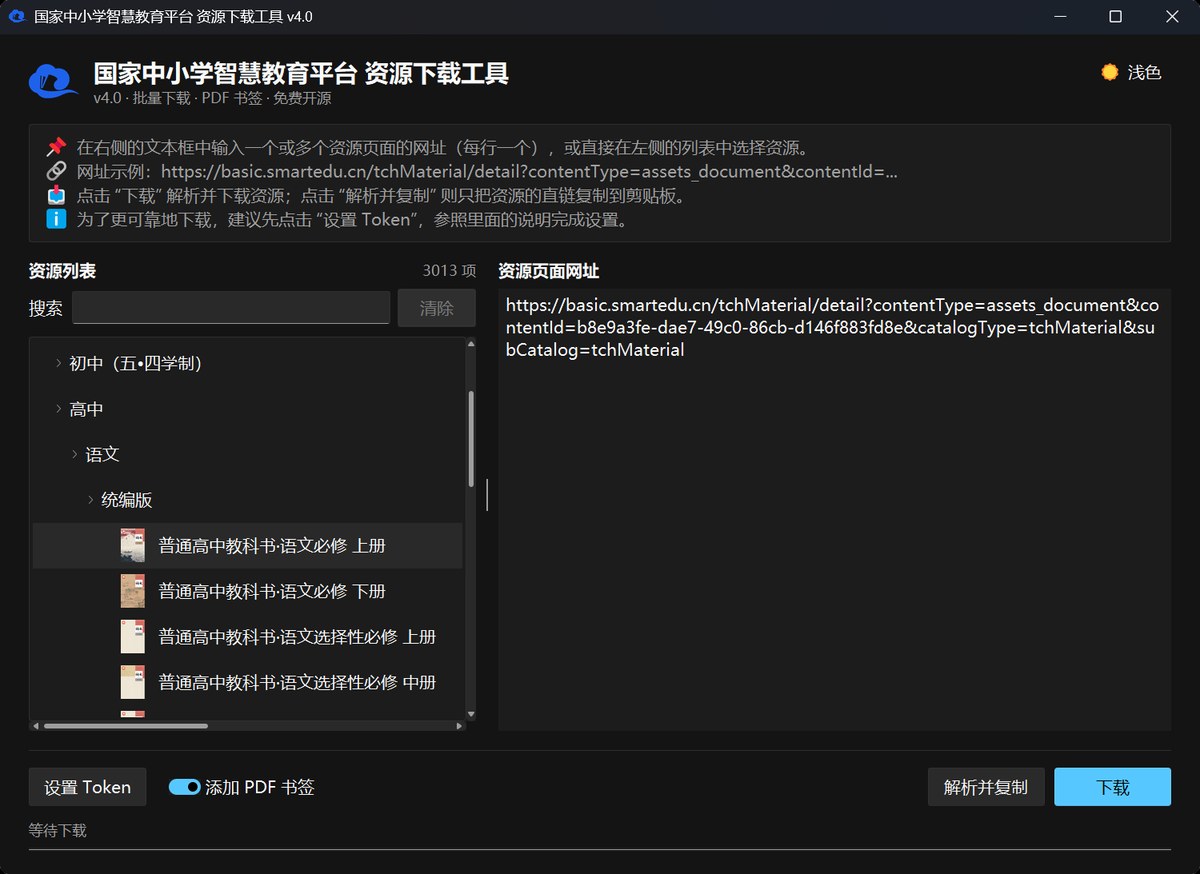 国家中小学智慧教育平台 资源下载工具 v4.0
国家中小学智慧教育平台 资源下载工具
v4.0 · 批量下载 · PDF 书签 · 免费开源
浅色
在右侧的文本框中输入一个或多个资源页面的网址（每行一个），或直接在左侧的列表中选择资源。
网址示例：https://basic.smartedu.cn/tchMaterial/detail?contentType=assets_document&contentId=...
点击 “下载” 解析并下载资源；点击 “解析并复制” 则只把资源的直链复制到剪贴板。
为了更可靠地下载，建议先点击 “设置 Token”，参照里面的说明完成设置。
资源列表
3013 项
搜索
清除
初中（五•四学制）
高中
语文
统编版
普通高中教科书·语文必修 上册
普通高中教科书·语文必修 下册
普通高中教科书·语文选择性必修 上册
普通高中教科书·语文选择性必修 中册
资源页面网址
https://basic.smartedu.cn/tchMaterial/detail?contentType=assets_document&co
ntentId=b8e9a3fe-dae7-49c0-86cb-d146f883fd8e&catalogType=tchMaterial&su
bCatalog=tchMaterial
设置 Token
添加 PDF 书签
解析并复制
下载
等待下载